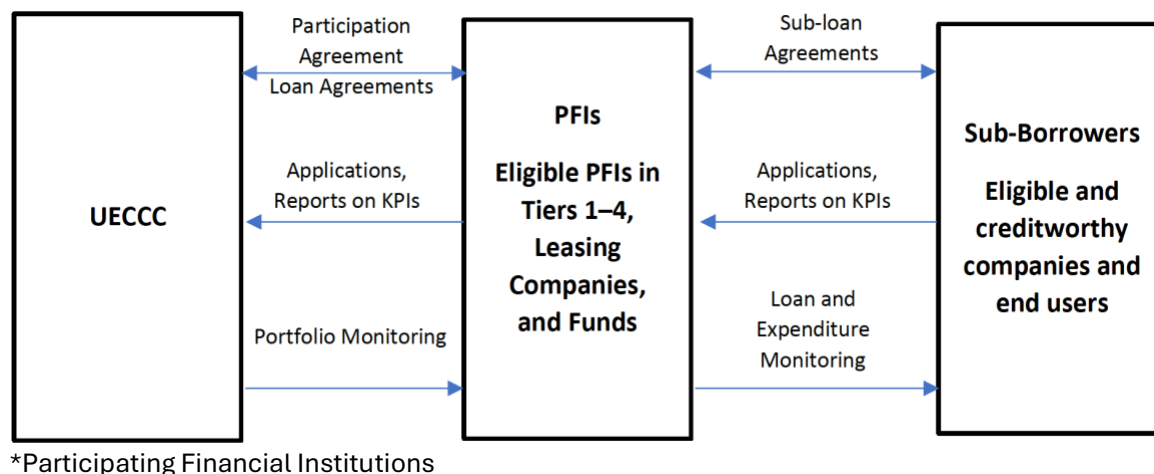 UECCC
Participation
Agreement
Loan Agreements
Applications,
Reports on KPIs
Portfolio Monitoring
PFIs
Eligible PFIs in
Tiers 1–4,
Leasing
Companies,
and Funds
Sub-loan
Agreements
Applications,
Reports on KPIs
Loan and
Expenditure
Monitoring
Sub-Borrowers
Eligible and
creditworthy
companies and
end users
*Participating Financial Institutions